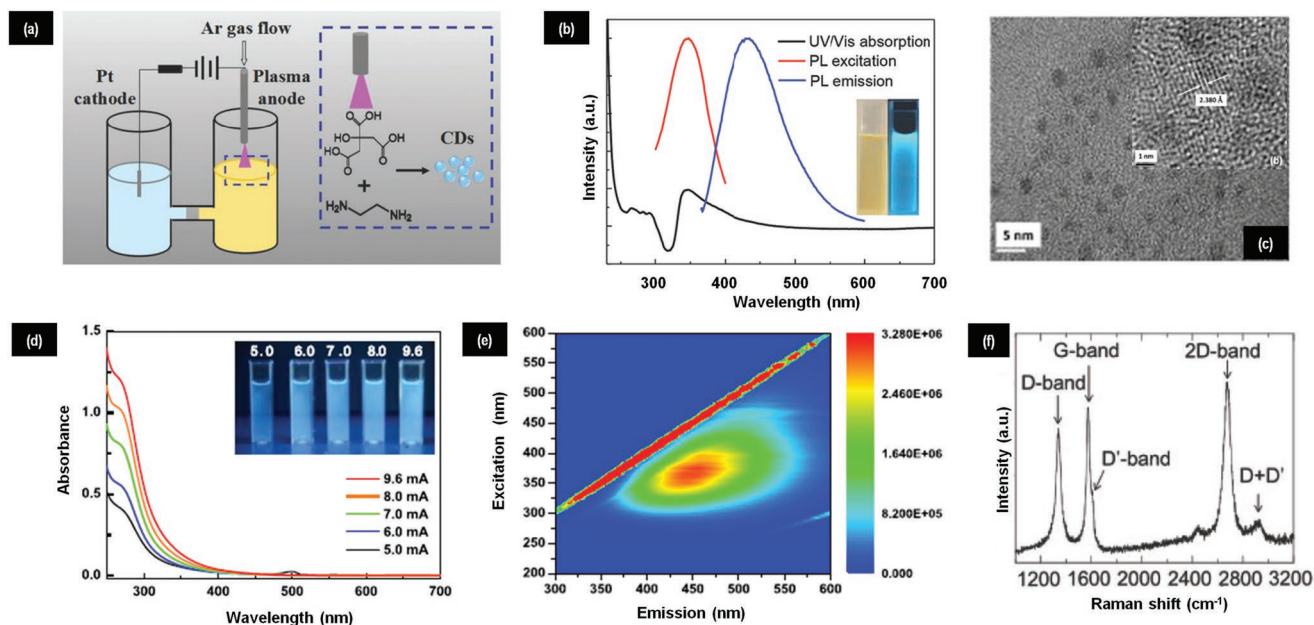 (a)
Ar gas flow
Pt
cathode
Plasma
anode
OH
O
OH
HO
O
O
OH
+
H₂N
NH₂
CDs
(b)
Intensity (a.u.)
UV/Vis absorption
PL excitation
PL emission
300 400 500 600 700
Wavelength (nm)
2.380 Å
1 nm
(b)
5 nm
(c)
(d)
Absorbance
1.5
1.0
0.5
0.0
5.0 6.0 7.0 8.0 9.6
9.6 mA
8.0 mA
7.0 mA
6.0 mA
5.0 mA
300 400 500 600 700
Wavelength (nm)
(e)
Excitation (nm)
600
550
500
450
400
350
300
250
200
300 350 400 450 500 550 600
Emission (nm)
3.280E+06
2.460E+06
1.640E+06
8.200E+05
0.000
(f)
Intensity (a.u.)
G-band
2D-band
D-band
D'-band
D+D'
1200 1600 2000 2400 2800 3200
Raman shift (cm⁻¹)